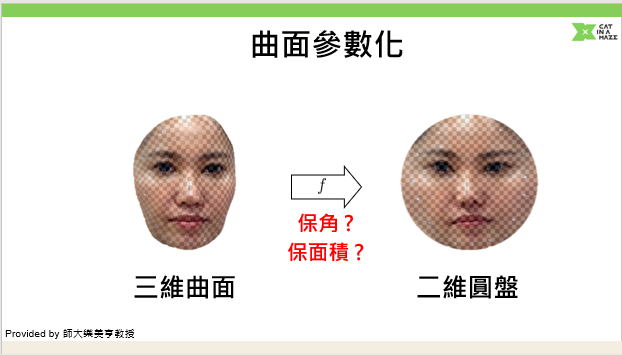 曲面參數化
CAT
IN A
MAZE
f
保角？
保面積？
三維曲面
二維圓盤
Provided by 師大樂美亨教授